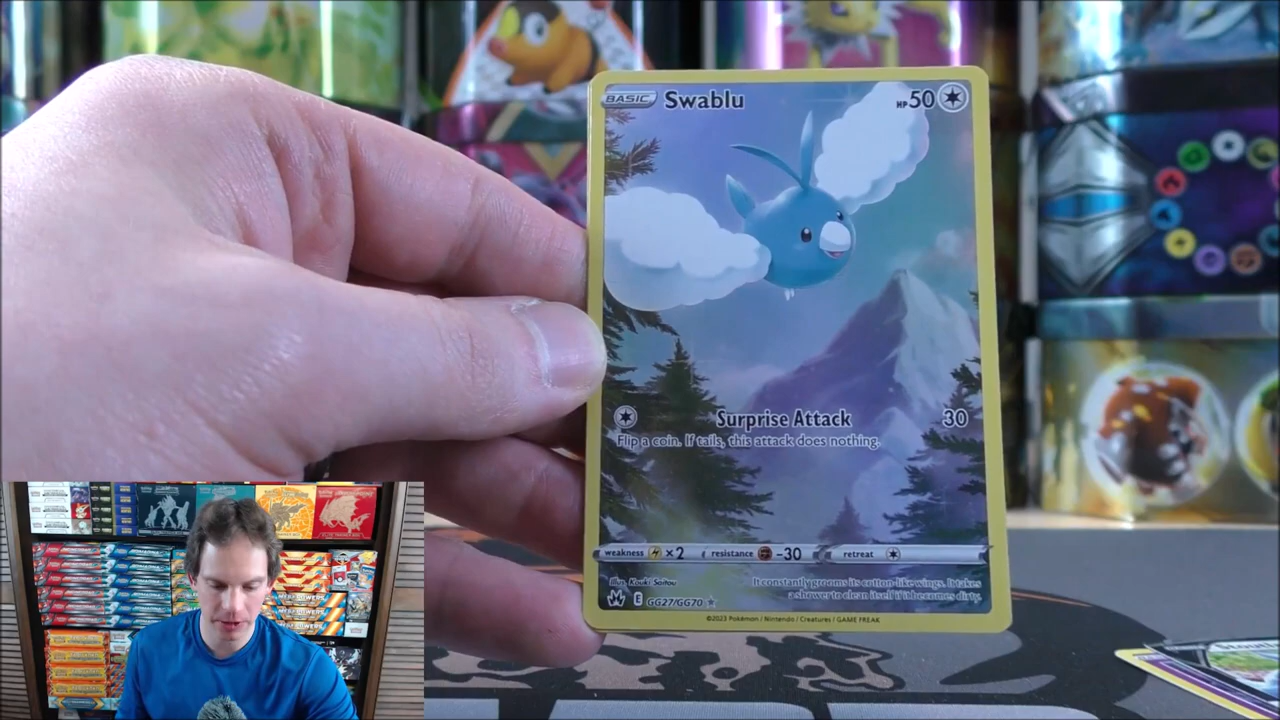 BASIC Swablu HP 50
Surprise Attack 30
Flip a coin. If tails, this attack does nothing.
weakness ×2 resistance -30 retreat
Illus. Kouki Saitou
It constantly grooms its cotton-like wings. It takes
a shower to clean itself if it becomes dirty.
E GG27/GG70 ★
©2023 Pokémon / Nintendo / Creatures / GAME FREAK